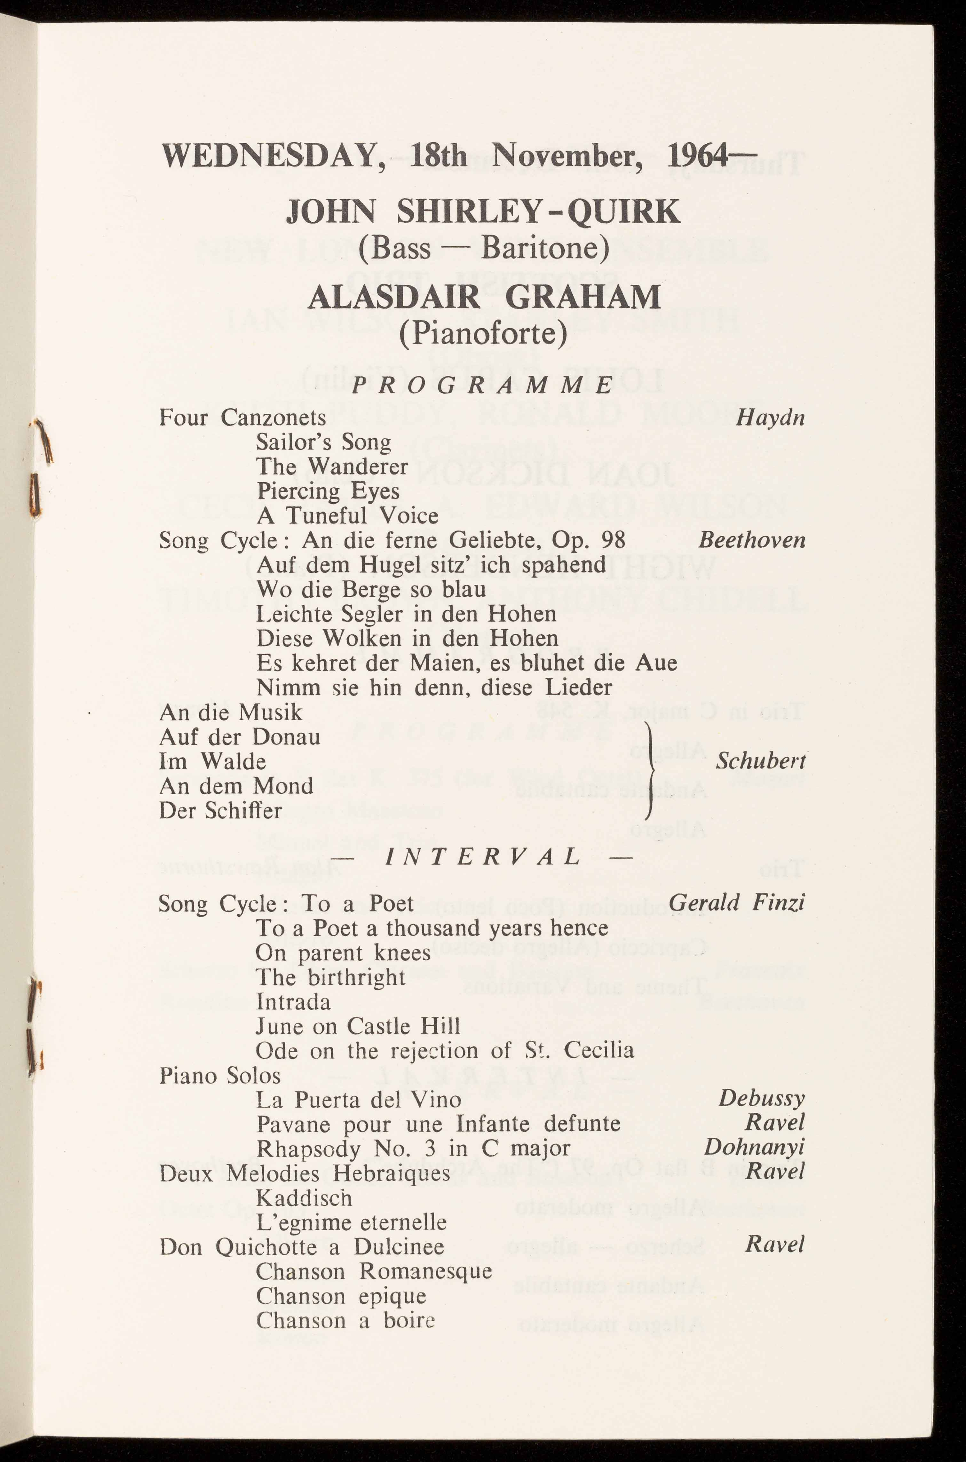 WEDNESDAY, 18th November, 1964—
JOHN SHIRLEY-QUIRK
(Bass — Baritone)
ALASDAIR GRAHAM
(Pianoforte)
PROGRAMME
Four Canzonets Haydn
Sailor's Song
The Wanderer
Piercing Eyes
A Tuneful Voice
Song Cycle: An die ferne Geliebte, Op. 98 Beethoven
Auf dem Hugel sitz' ich spahend
Wo die Berge so blau
Leichte Segler in den Hohen
Diese Wolken in den Hohen
Es kehret der Maien, es bluhet die Aue
Nimm sie hin denn, diese Lieder
An die Musik
Auf der Donau
Im Walde Schubert
An dem Mond
Der Schiffer
— INTERVAL —
Song Cycle: To a Poet Gerald Finzi
To a Poet a thousand years hence
On parent knees
The birthright
Intrada
June on Castle Hill
Ode on the rejection of St. Cecilia
Piano Solos
La Puerta del Vino Debussy
Pavane pour une Infante defunte Ravel
Rhapsody No. 3 in C major Dohnanyi
Deux Melodies Hebraiques Ravel
Kaddisch
L'egnime eternelle
Don Quichotte a Dulcinee Ravel
Chanson Romanesque
Chanson epique
Chanson a boire